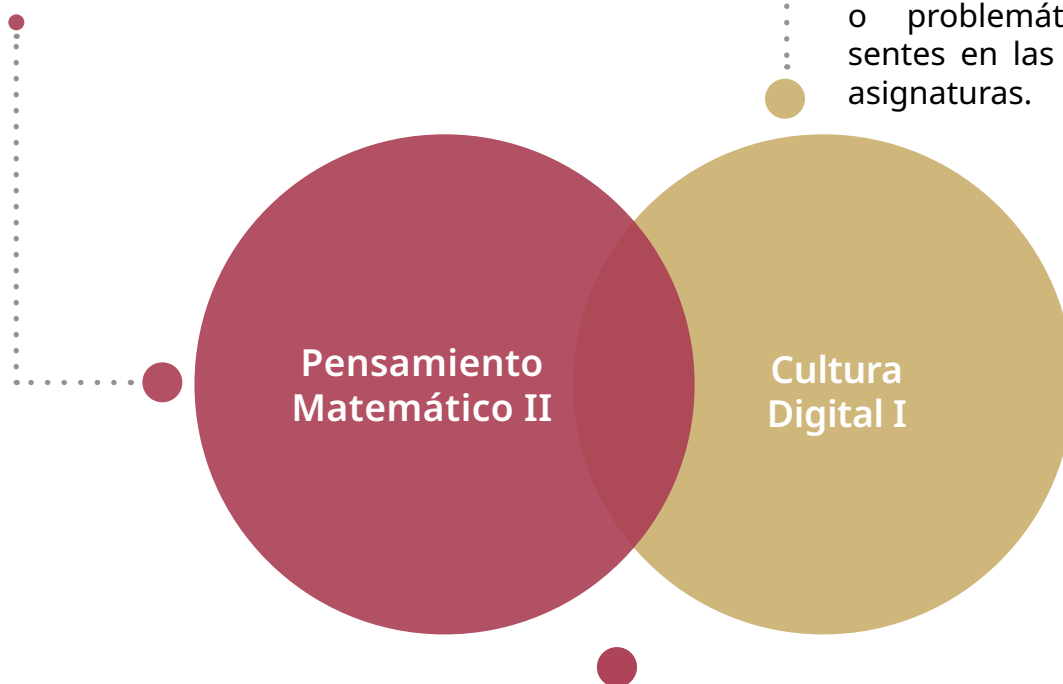 o problemát
sentes en las
asignaturas.
Pensamiento
Matemático II
Cultura
Digital I